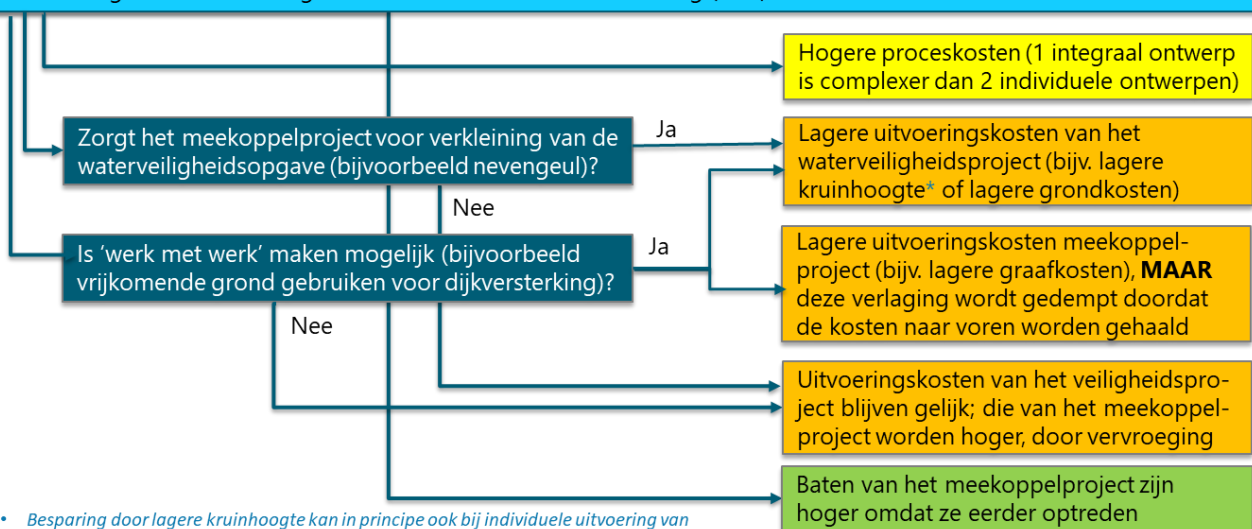 Hogere proceskosten (1 integraal ontwerp
is complexer dan 2 individuele ontwerpen)
Zorgt het meekoppelproject voor verkleining van de
waterveiligheidsopgave (bijvoorbeeld nevengeul)?
Ja
Lagere uitvoeringskosten van het
waterveiligheidsproject (bijv. lagere
kruinhoogte* of lagere grondkosten)
Nee
Is ‘werk met werk’ maken mogelijk (bijvoorbeeld
vrijkomende grond gebruiken voor dijkversterking)?
Ja
Lagere uitvoeringskosten meekoppel-
project (bijv. lagere graafkosten), MAAR
deze verlaging wordt gedempt doordat
de kosten naar voren worden gehaald
Nee
Uitvoeringskosten van het veiligheidspro-
ject blijven gelijk; die van het meekoppel-
project worden hoger, door vervroeging
Baten van het meekoppelproject zijn
hoger omdat ze eerder optreden
• Besparing door lagere kruinhoogte kan in principe ook bij individuele uitvoering van